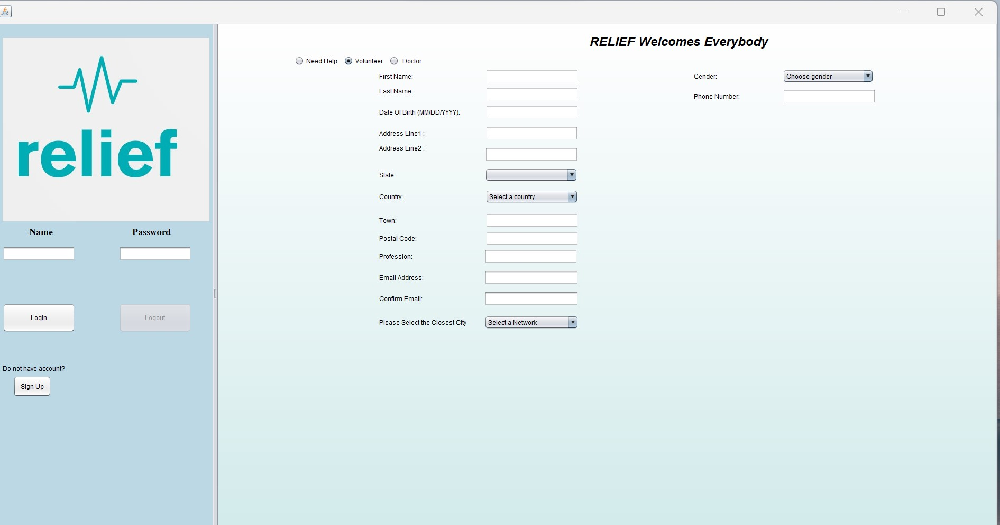 relief
Name Password
Login Logout
Do not have account?
Sign Up
RELIEF Welcomes Everybody
Need Help Volunteer Doctor
First Name:
Last Name:
Date Of Birth (MM/DD/YYYY):
Address Line1 :
Address Line2 :
State:
Country: Select a country
Town:
Postal Code:
Profession:
Email Address:
Confirm Email:
Please Select the Closest City Select a Network
Gender: Choose gender
Phone Number: